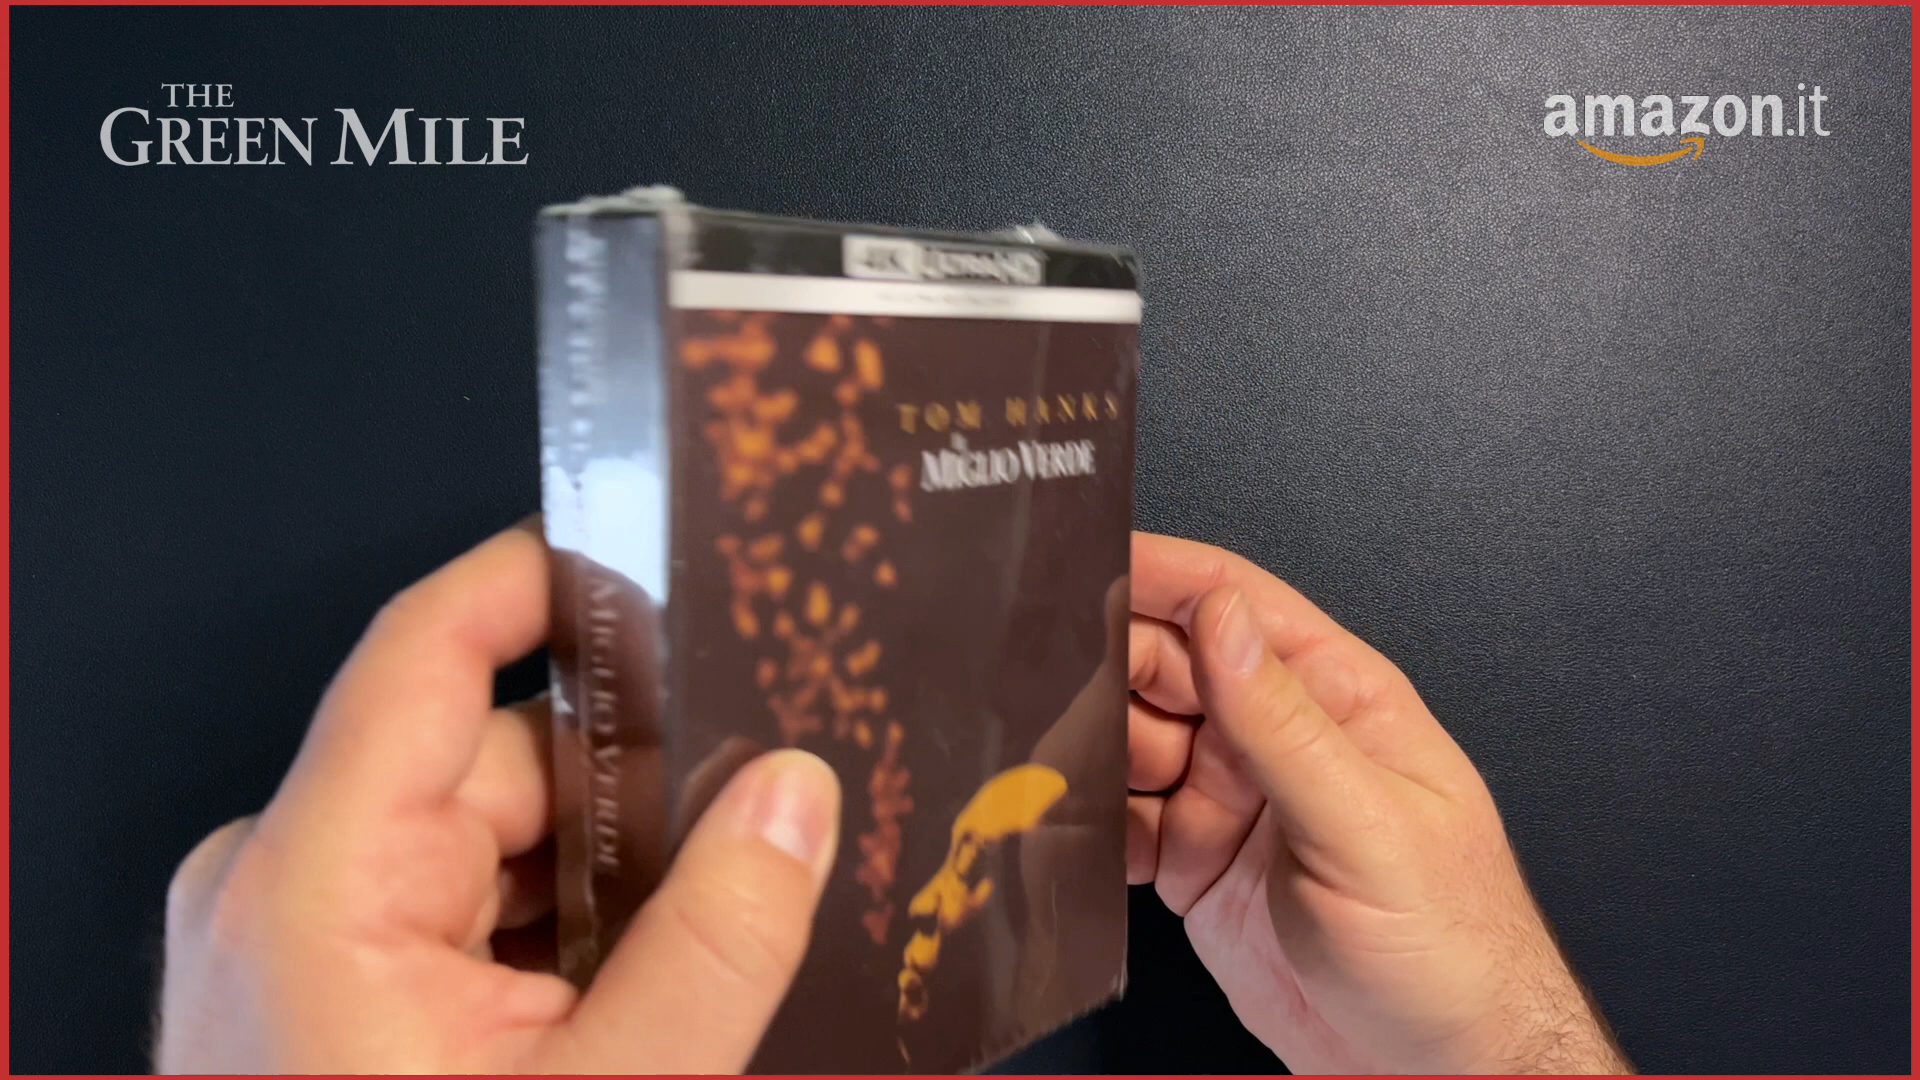 THE
GREEN MILE
amazon.it
4K ULTRA HD
TOM HANKS
IL
MIGLIO VERDE
MIGLIO VERDE